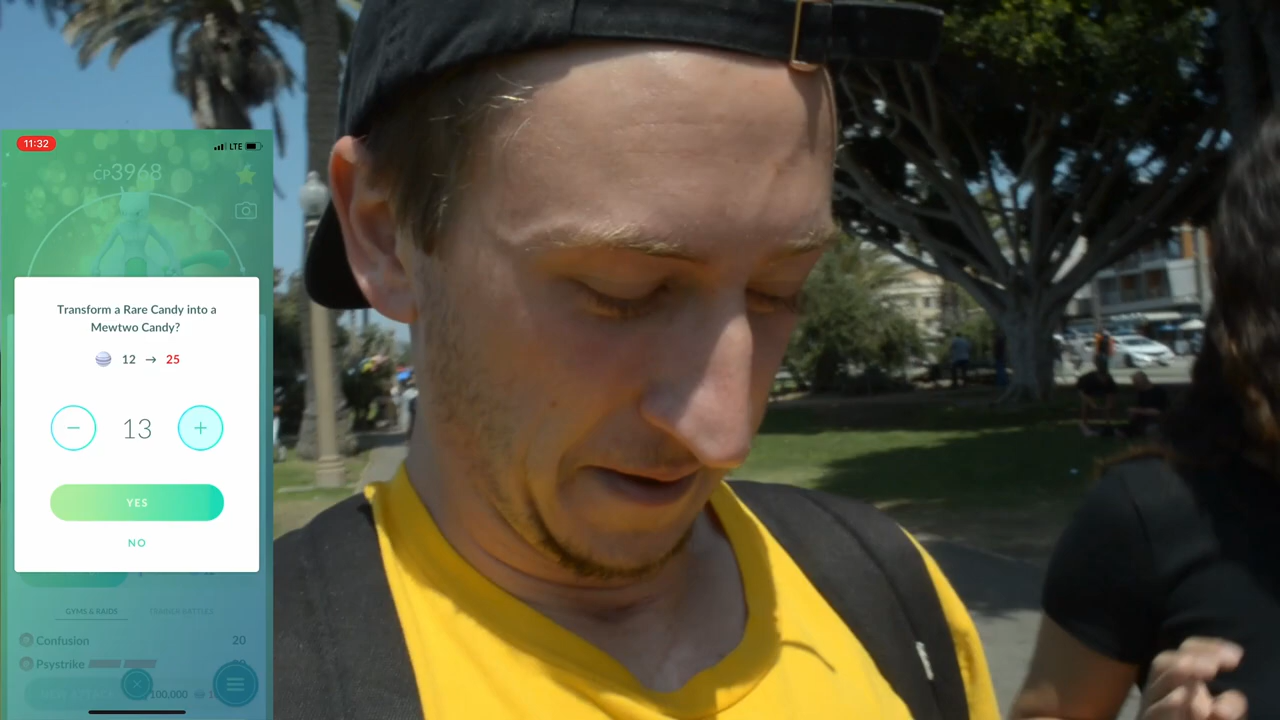 11:32
LTE
CP3968
Transform a Rare Candy into a
Mewtwo Candy?
12 → 25
− 13 +
YES
NO
GYMS & RAIDS TRAINER BATTLES
Confusion 20
Psystrike
100,000